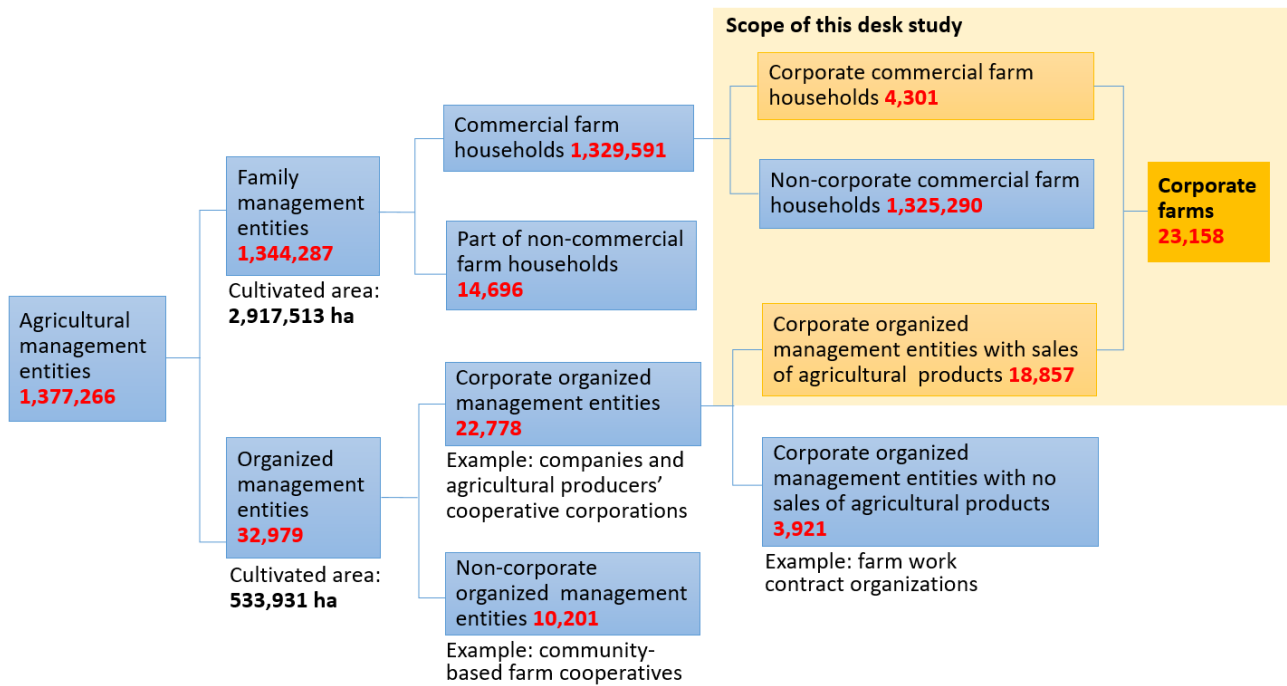 Scope of this desk study
Corporate commercial farm
households 4,301
Commercial farm
households 1,329,591
Family
management
entities
1,344,287
Non-corporate commercial farm
households 1,325,290
Corporate
farms
23,158
Part of non-commercial
farm households
14,696
Cultivated area:
2,917,513 ha
Agricultural
management
entities
1,377,266
Corporate organized
management entities with sales
of agricultural products 18,857
Corporate organized
management entities
22,778
Example: companies and
agricultural producers’
cooperative corporations
Organized
management
entities
32,979
Cultivated area:
533,931 ha
Corporate organized
management entities with no
sales of agricultural products
3,921
Example: farm work
contract organizations
Non-corporate
organized management
entities 10,201
Example: community-
based farm cooperatives